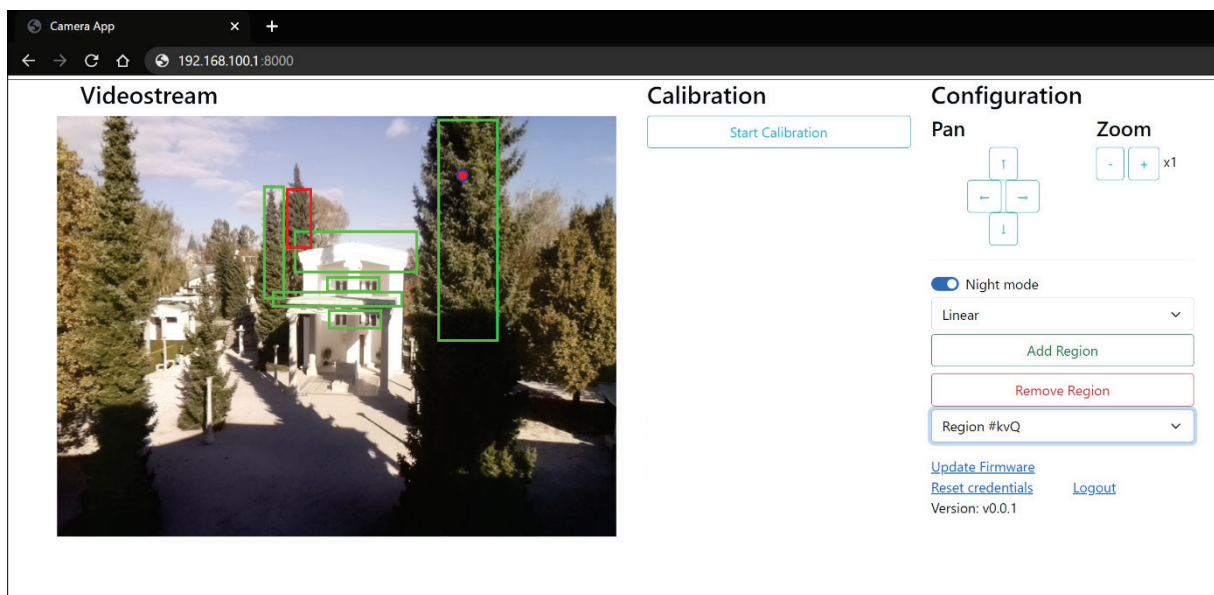 Camera App
192.168.100.1:8000
Videostream
Calibration
Start Calibration
Configuration
Pan
Zoom
↑
← →
↓
- + x1
Night mode
Linear
Add Region
Remove Region
Region #kvQ
Update Firmware
Reset credentials Logout
Version: v0.0.1